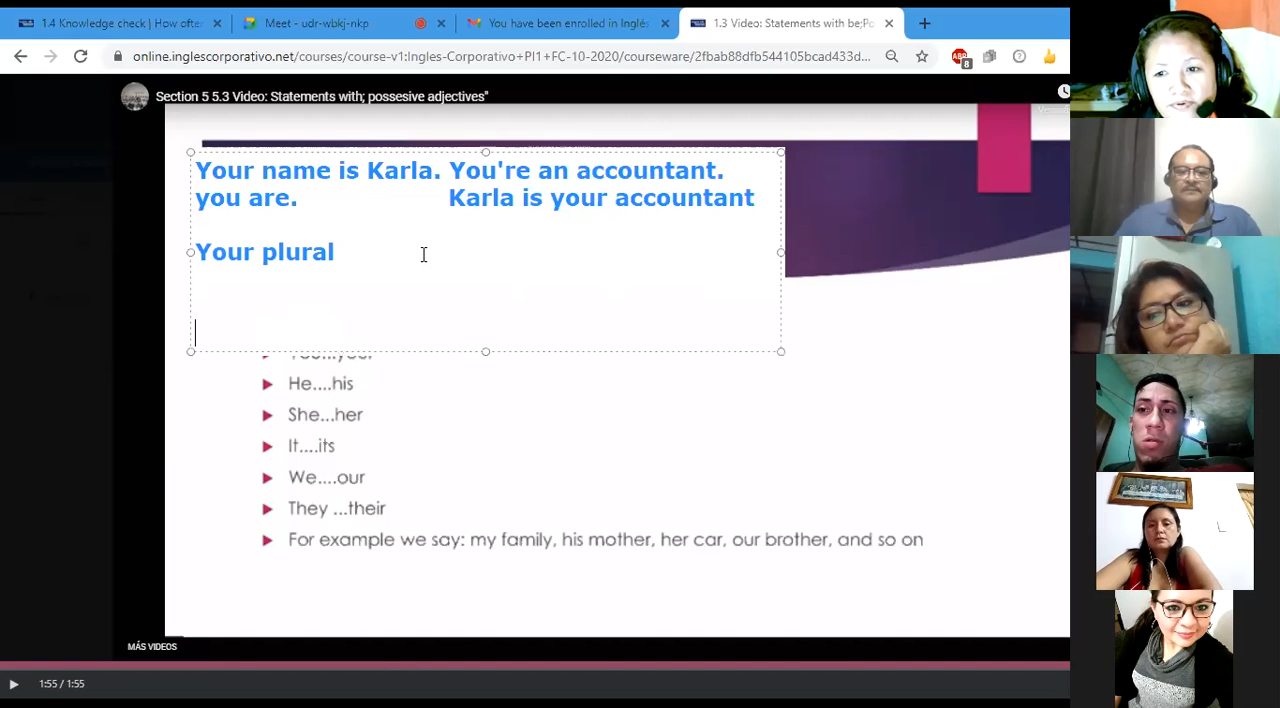 1.4 Knowledge check | How ofte
Meet - udr-wbkj-nkp
You have been enrolled in Inglés
1.3 Video: Statements with be;Po
online.inglescorporativo.net/courses/course-v1:Ingles-Corporativo+PI1+FC-10-2020/courseware/2fbab88dfb544105bcad433d...
8
Section 5 5.3 Video: Statements with; possesive adjectives"
Your name is Karla. You're an accountant.
you are. Karla is your accountant
Your plural
You...your
He....his
She...her
It....its
We....our
They ...their
For example we say: my family, his mother, her car, our brother, and so on
MÁS VIDEOS
1:55 / 1:55